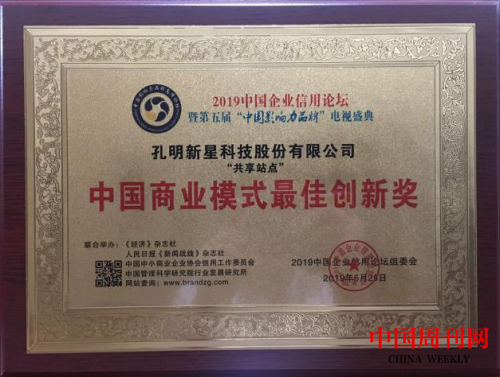 2019中国企业信用论坛
暨第五届“中国影响力品牌”电视盛典
孔明新星科技股份有限公司
“共享站点”
中国商业模式最佳创新奖
联合举办：《经济》杂志社
人民日报《新闻战线》杂志社
中国中小商业企业协会信用工作委员会
中国管理科学研究院行业发展研究所
网站查询：www.brandzg.com
2019中国企业信用论坛组委会
2019年5月25日
中国周刊网
CHINA WEEKLY